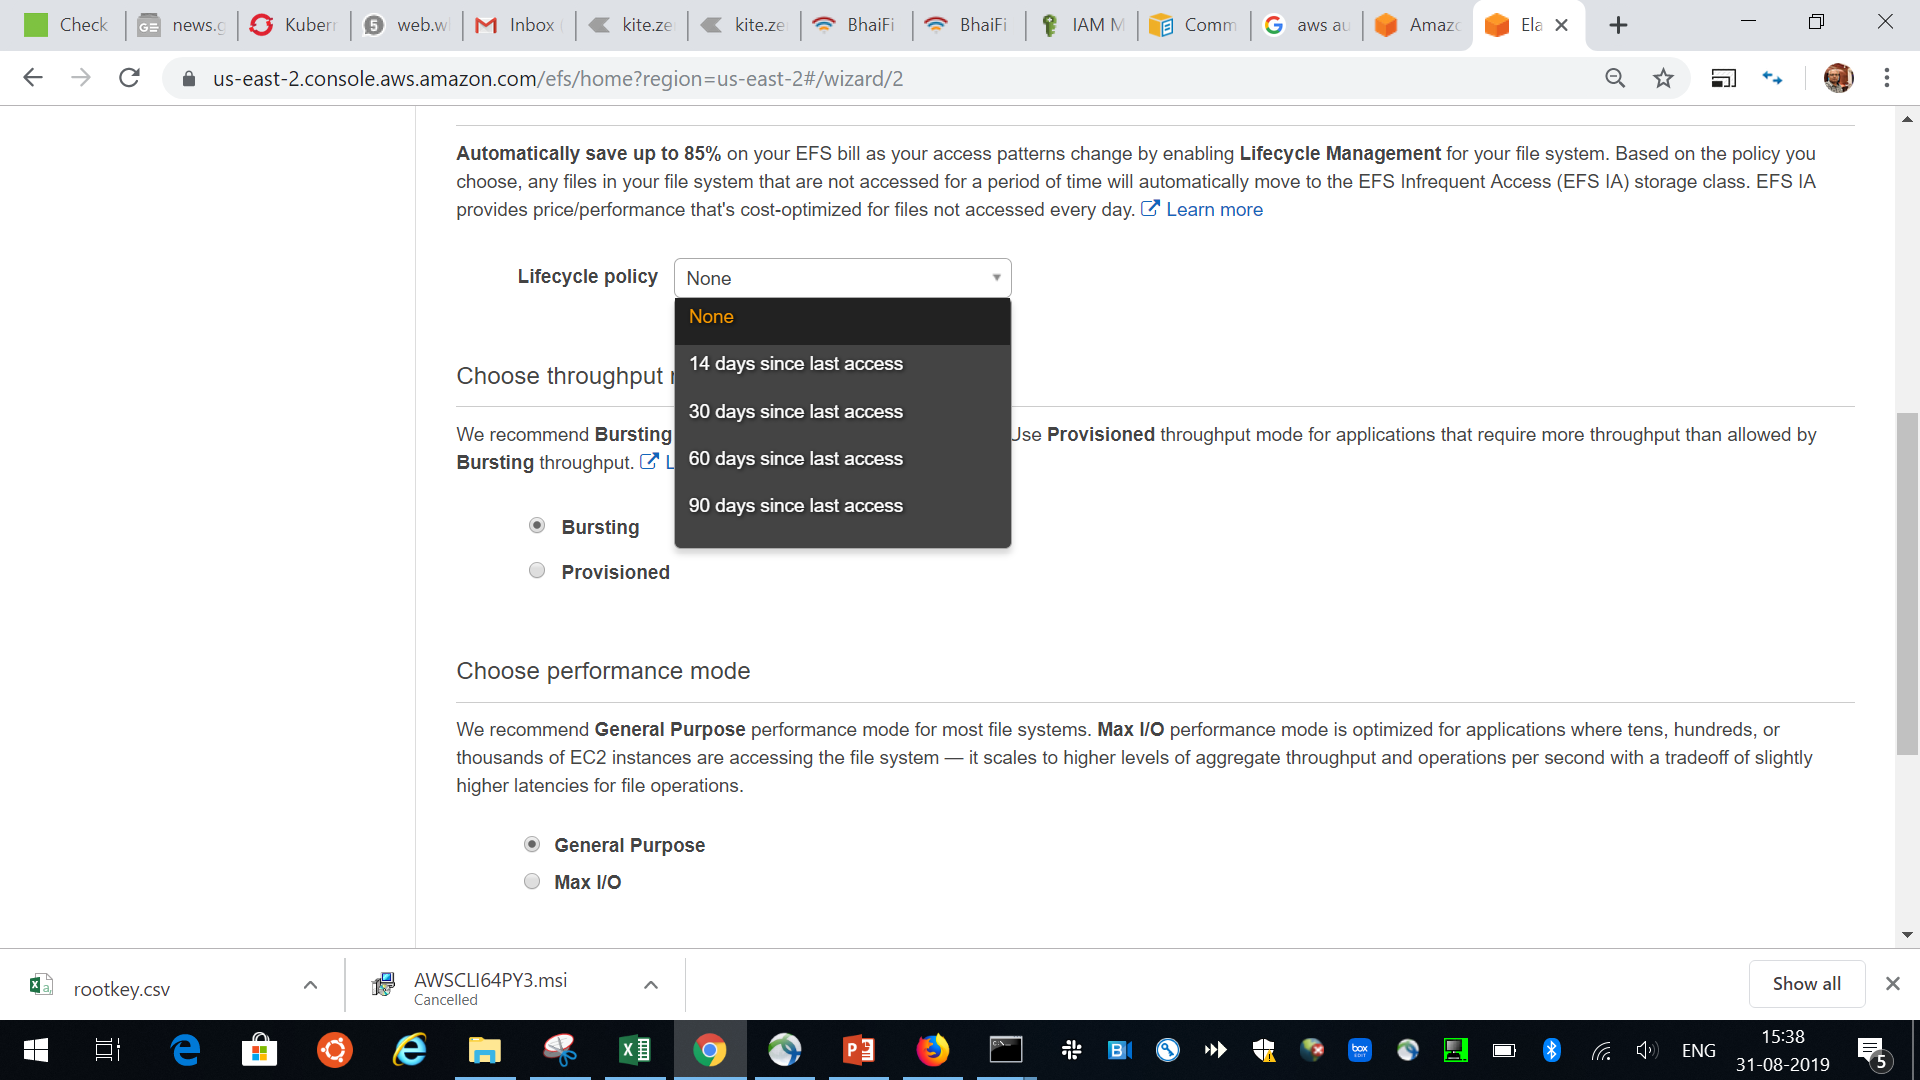 Check
news.g
Kubern
web.w
Inbox
kite.ze
kite.ze
BhaiFi
BhaiFi
IAM M
Comm
aws au
Amazo
Ela
us-east-2.console.aws.amazon.com/efs/home?region=us-east-2#/wizard/2
Automatically save up to 85% on your EFS bill as your access patterns change by enabling Lifecycle Management for your file system. Based on the policy you
choose, any files in your file system that are not accessed for a period of time will automatically move to the EFS Infrequent Access (EFS IA) storage class. EFS IA
provides price/performance that's cost-optimized for files not accessed every day. Learn more
Lifecycle policy
None
None
14 days since last access
30 days since last access
60 days since last access
90 days since last access
Choose throughput
We recommend Bursting Use Provisioned throughput mode for applications that require more throughput than allowed by
Bursting throughput. L
Bursting
Provisioned
Choose performance mode
We recommend General Purpose performance mode for most file systems. Max I/O performance mode is optimized for applications where tens, hundreds, or
thousands of EC2 instances are accessing the file system — it scales to higher levels of aggregate throughput and operations per second with a tradeoff of slightly
higher latencies for file operations.
General Purpose
Max I/O
rootkey.csv
AWSCLI64PY3.msi
Cancelled
Show all
ENG
15:38
31-08-2019
5